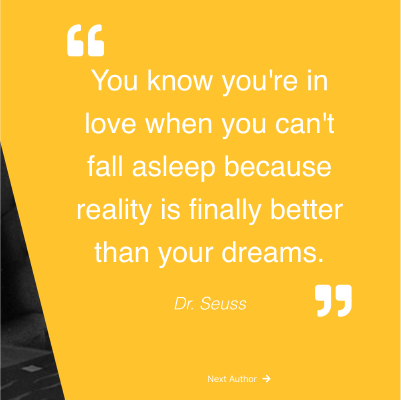 “
You know you're in
love when you can't
fall asleep because
reality is finally better
than your dreams.
”
Dr. Seuss
Next Author →